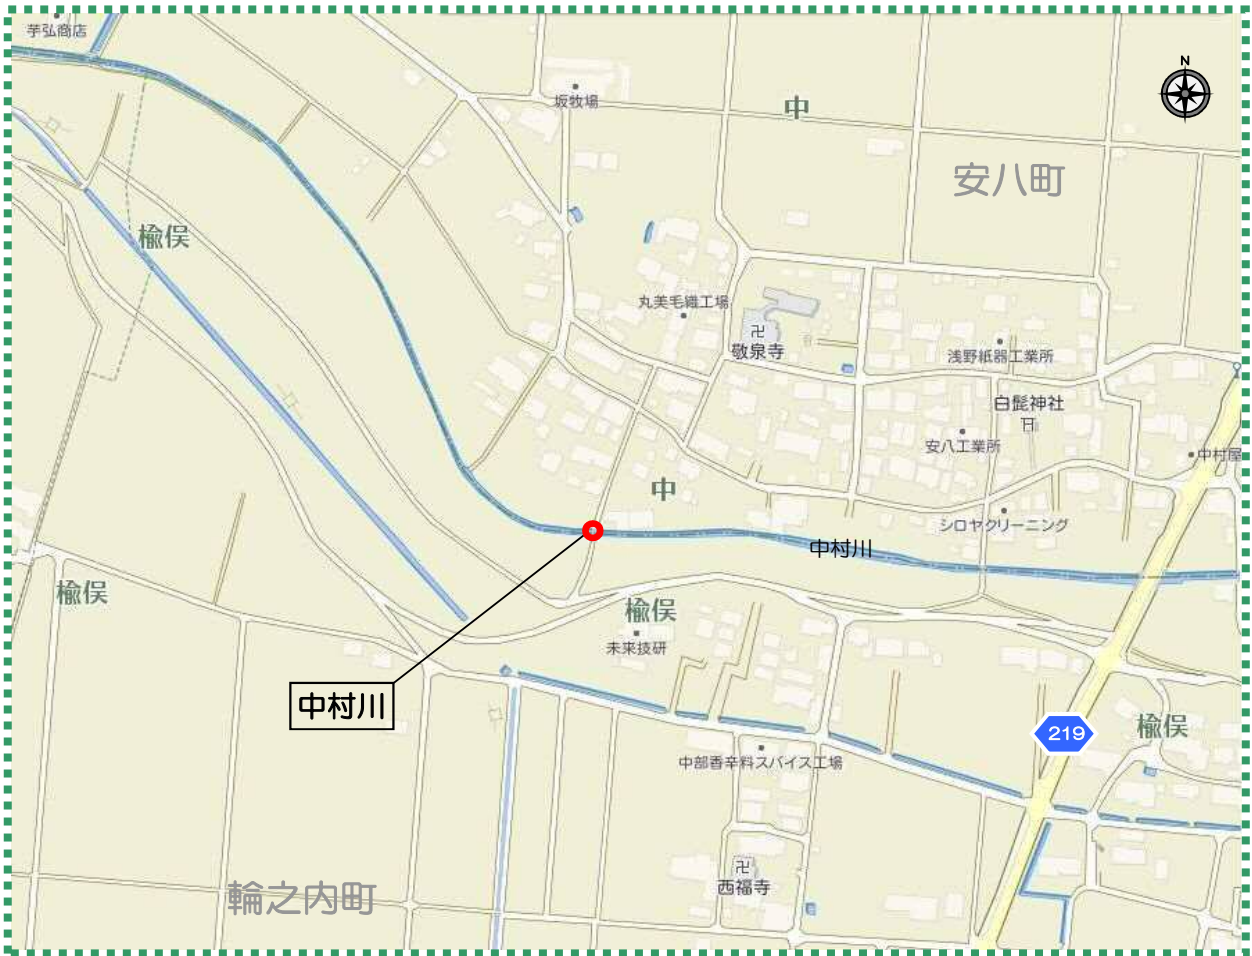 芋弘商店
N
坂牧場
中
安八町
楡俣
丸美毛織工場
卍
敬泉寺
浅野紙器工業所
白髭神社
安八工業所
中村屋
中
シロヤクリーニング
中村川
楡俣
楡俣
未来技研
中村川
219
楡俣
中部香辛料スパイス工場
卍
西福寺
輪之内町